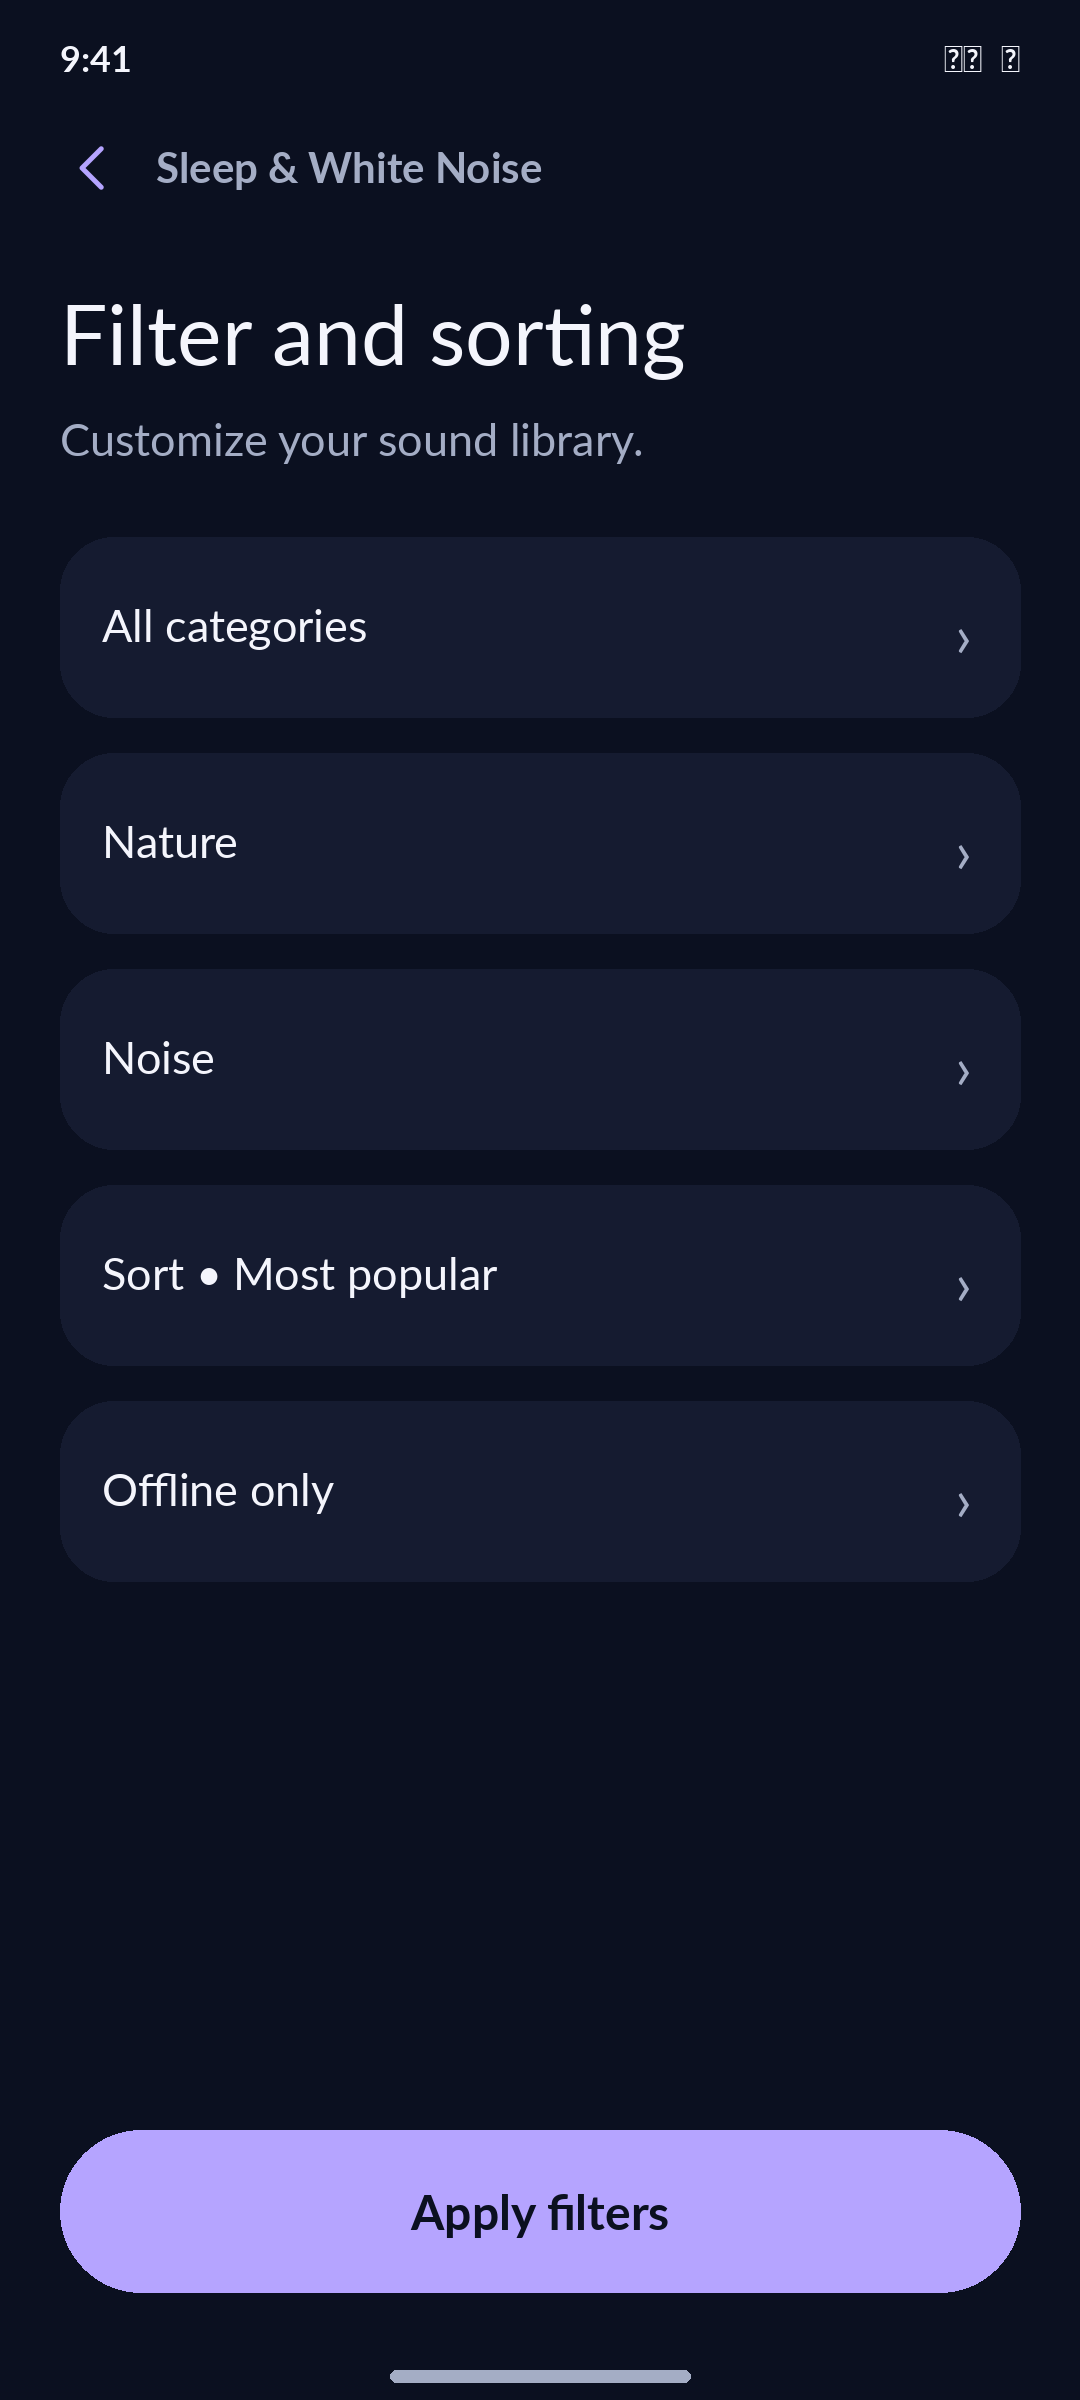 9:41
Sleep & White Noise
Filter and sorting
Customize your sound library.
All categories
Nature
Noise
Sort • Most popular
Offline only
Apply filters